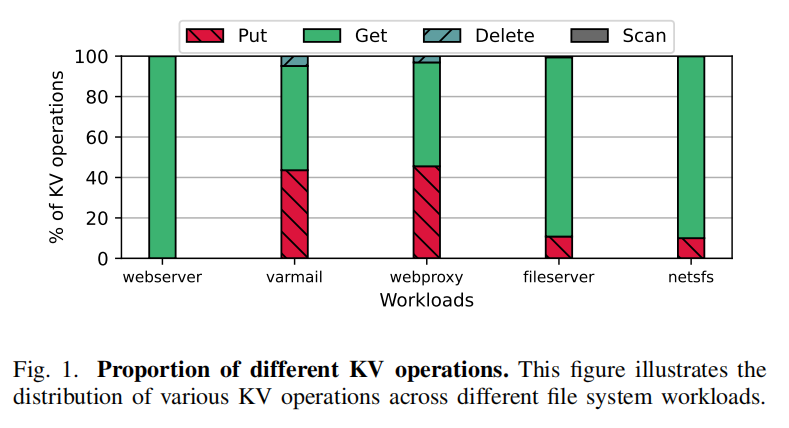 Put Get Delete Scan
100
80
60
40
20
0
% of KV operations
webserver varmail webproxy fileserver netsfs
Workloads
Fig. 1. Proportion of different KV operations. This figure illustrates the
distribution of various KV operations across different file system workloads.